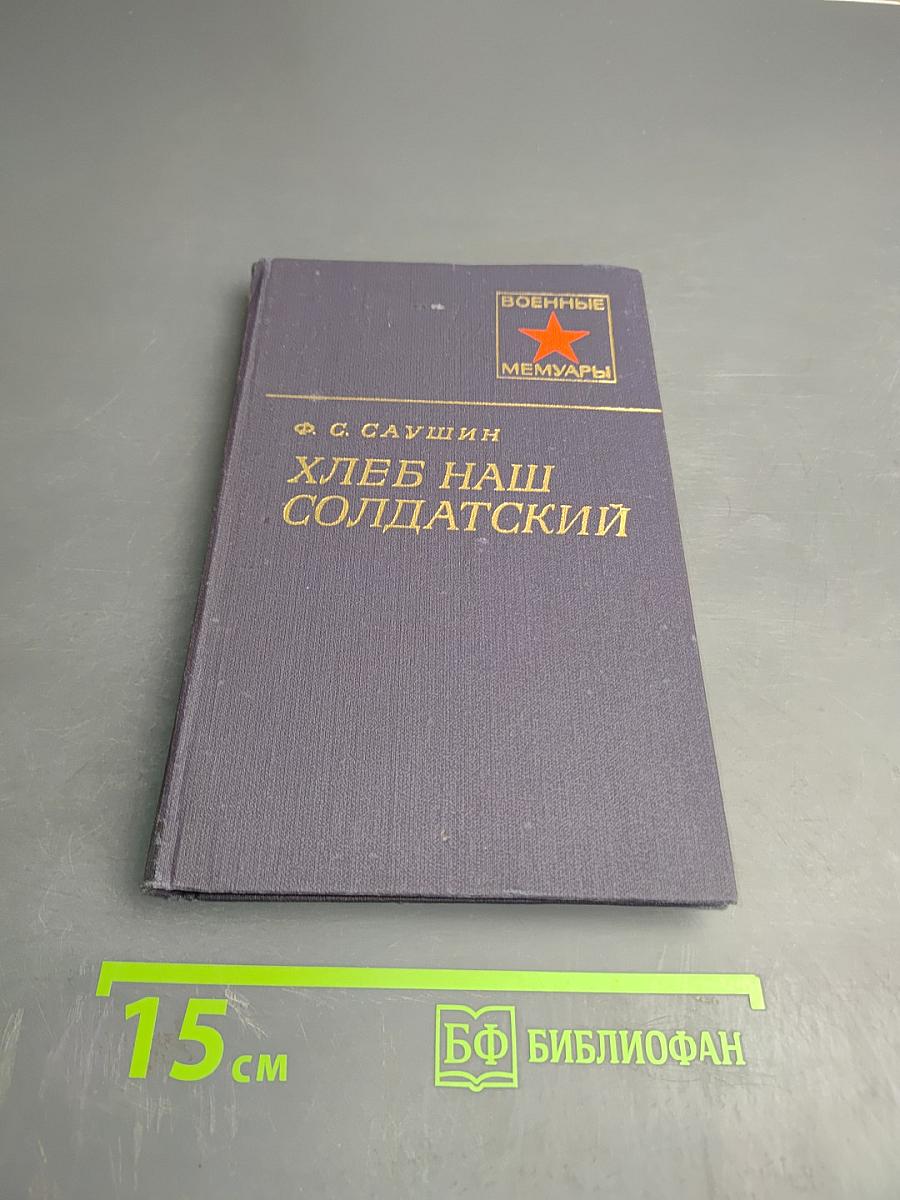 ВОЕННЫЕ
МЕМУАРЫ
Ф. С. САУШИН
ХЛЕБ НАШ
СОЛДАТСКИЙ
15 см
БФ БИБЛИОФАН